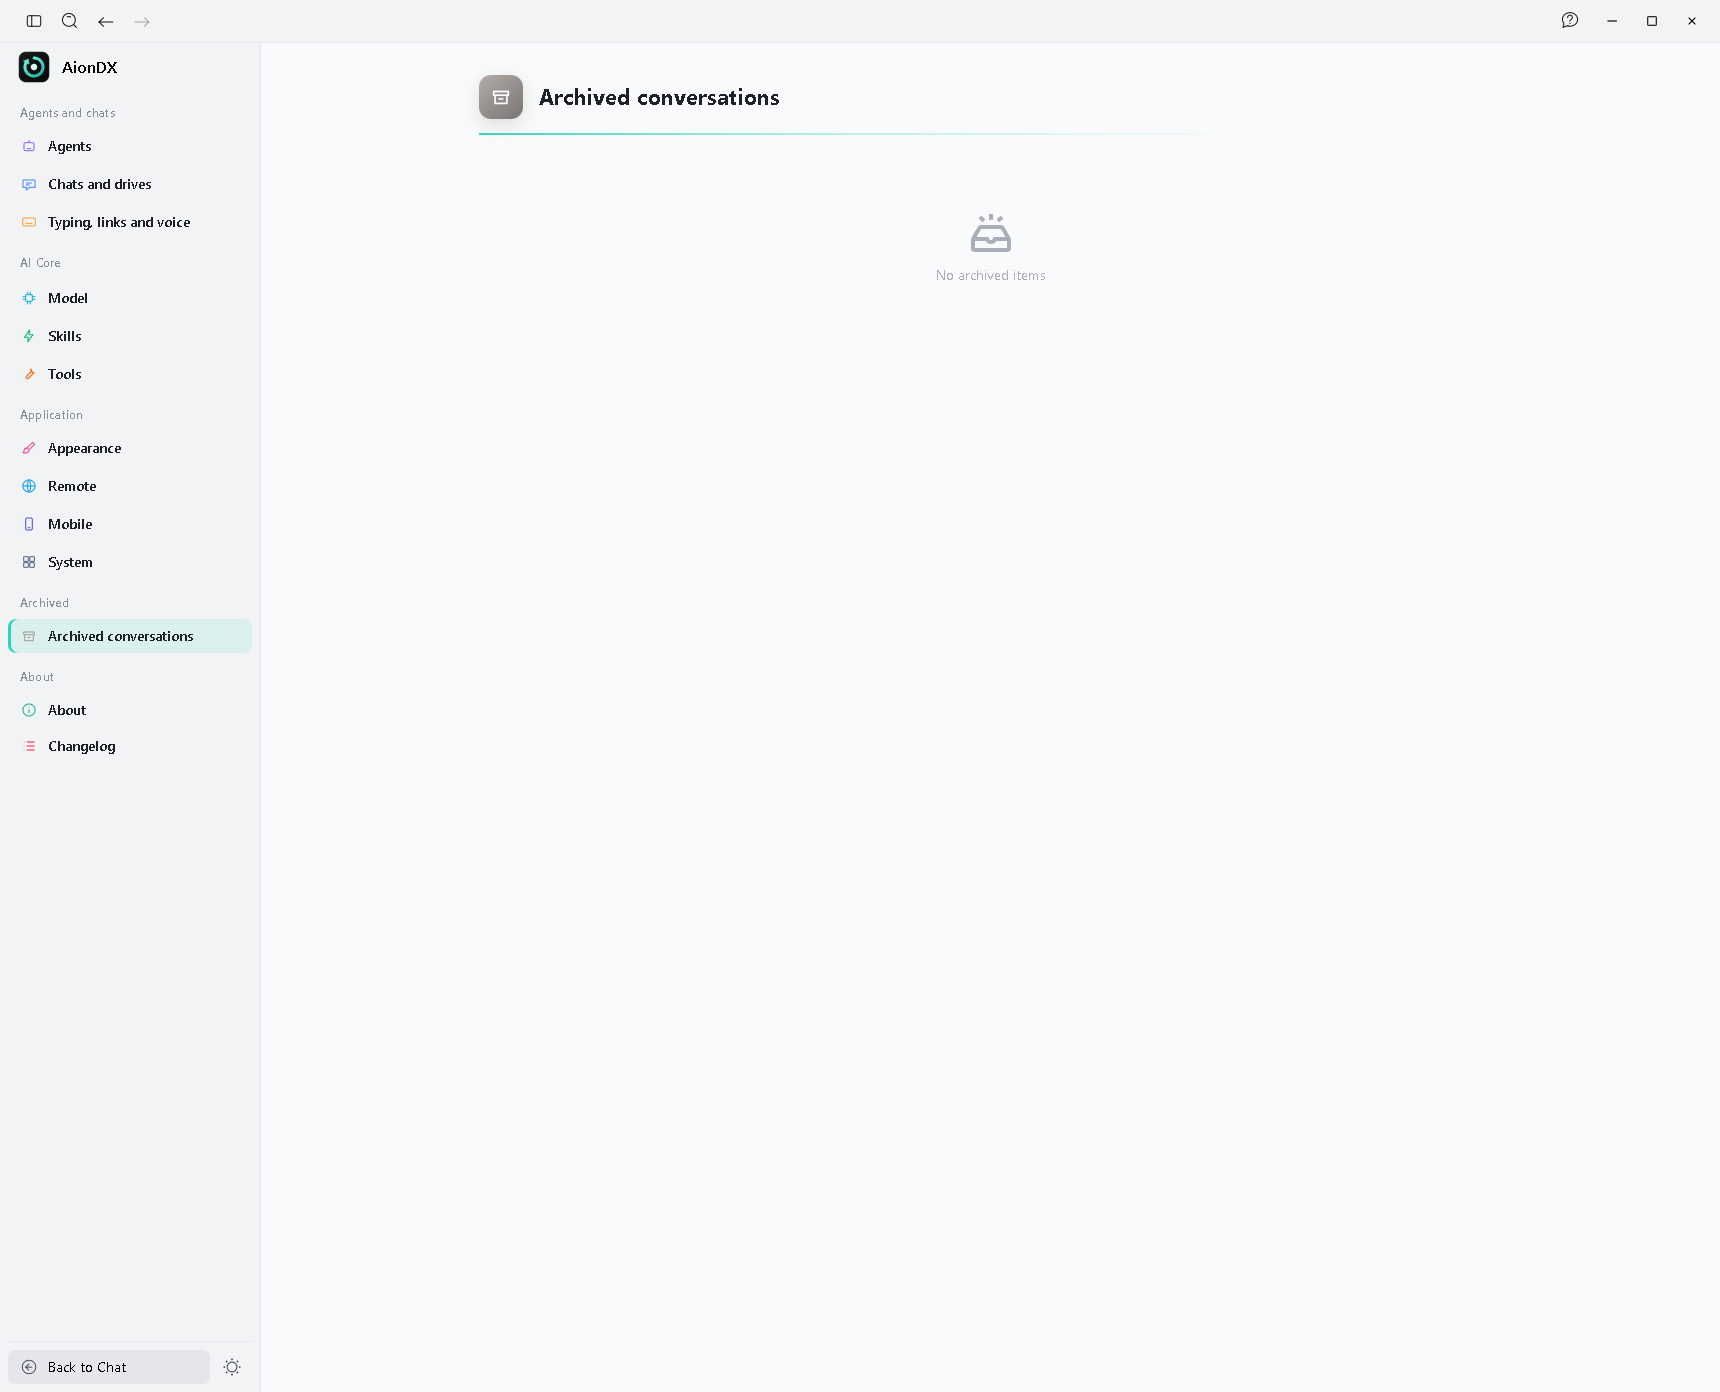 AionDX
Agents and chats
Agents
Chats and drives
Typing, links and voice
AI Core
Model
Skills
Tools
Application
Appearance
Remote
Mobile
System
Archived
Archived conversations
About
About
Changelog
Back to Chat
Archived conversations
No archived items